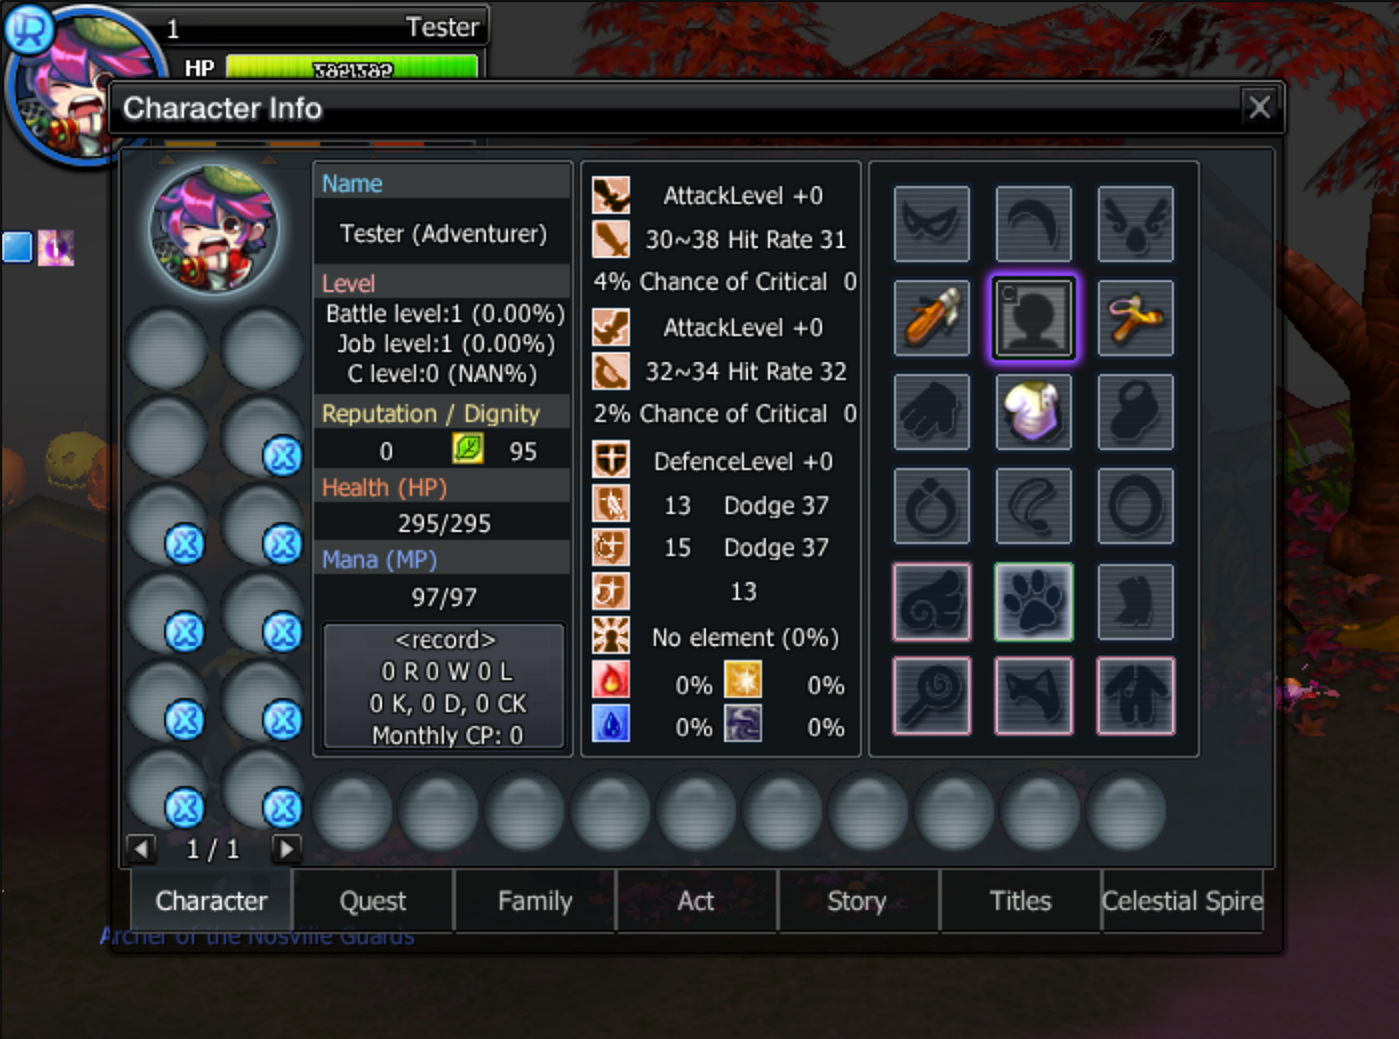 1 Tester
HP
Character Info
Name
Tester (Adventurer)
Level
Battle level:1 (0.00%)
Job level:1 (0.00%)
C level:0 (NAN%)
Reputation / Dignity
0 95
Health (HP)
295/295
Mana (MP)
97/97
<record>
0 R 0 W 0 L
0 K, 0 D, 0 CK
Monthly CP: 0
AttackLevel +0
30~38 Hit Rate 31
4% Chance of Critical 0
AttackLevel +0
32~34 Hit Rate 32
2% Chance of Critical 0
DefenceLevel +0
13 Dodge 37
15 Dodge 37
13
No element (0%)
0% 0%
0% 0%
C
1 / 1
Character Quest Family Act Story Titles Celestial Spire
Archer of the Nosville Guards